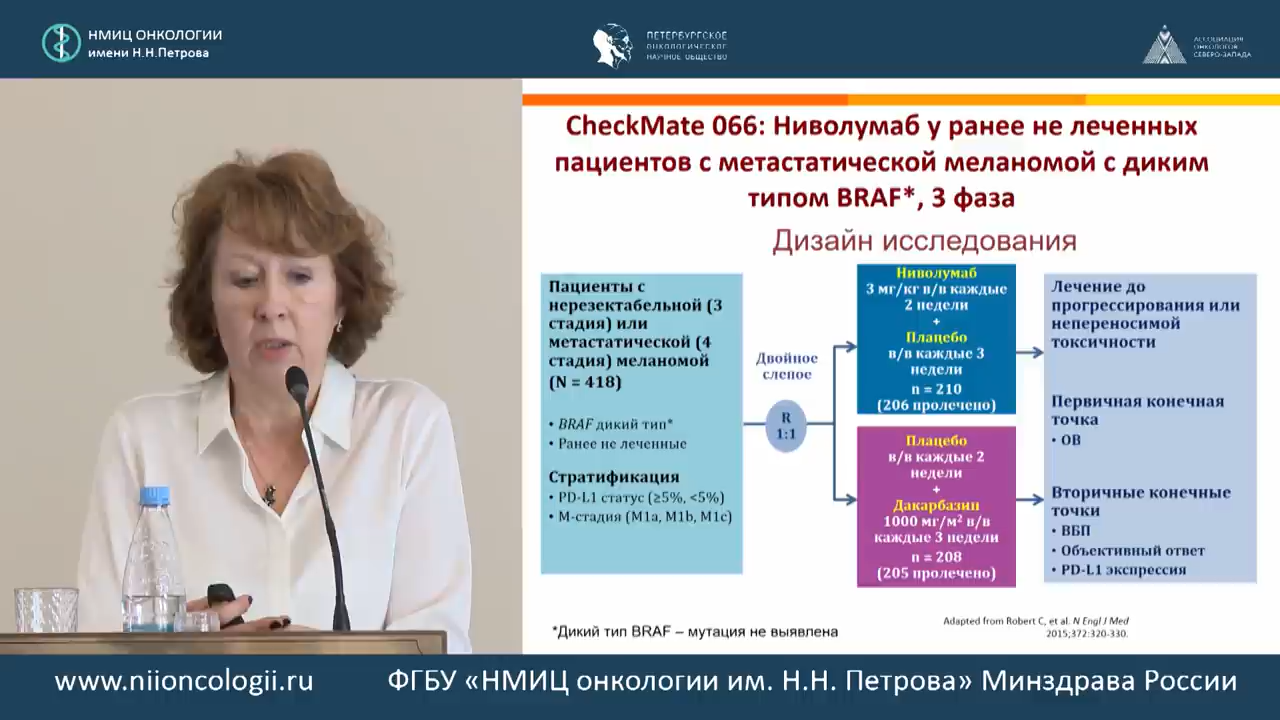 НМИЦ ОНКОЛОГИИ
имени Н.Н.Петрова
ПЕТЕРБУРГСКОЕ
ОНКОЛОГИЧЕСКОЕ
НАУЧНОЕ ОБЩЕСТВО
АССОЦИАЦИЯ
ОНКОЛОГОВ
СЕВЕРО-ЗАПАДА
CheckMate 066: Ниволумаб у ранее не леченных
пациентов с метастатической меланомой с диким
типом BRAF*, 3 фаза
Дизайн исследования
Пациенты с
нерезектабельной (3
стадия) или
метастатической (4
стадия) меланомой
(N = 418)
• BRAF дикий тип*
• Ранее не леченные
Стратификация
• PD-L1 статус (≥5%, <5%)
• М-стадия (M1a, M1b, M1c)
Двойное
слепое
R
1:1
Ниволумаб
3 мг/кг в/в каждые
2 недели
+
Плацебо
в/в каждые 3
недели
n = 210
(206 пролечено)
Плацебо
в/в каждые 2
недели
+
Дакарбазин
1000 мг/м² в/в
каждые 3 недели
n = 208
(205 пролечено)
Лечение до
прогрессирования или
непереносимой
токсичности
Первичная конечная
точка
• ОВ
Вторичные конечные
точки
• ВБП
• Объективный ответ
• PD-L1 экспрессия
*Дикий тип BRAF – мутация не выявлена
Adapted from Robert C, et al. N Engl J Med
2015;372:320-330.
www.niioncologii.ru
ФГБУ «НМИЦ онкологии им. Н.Н. Петрова» Минздрава России